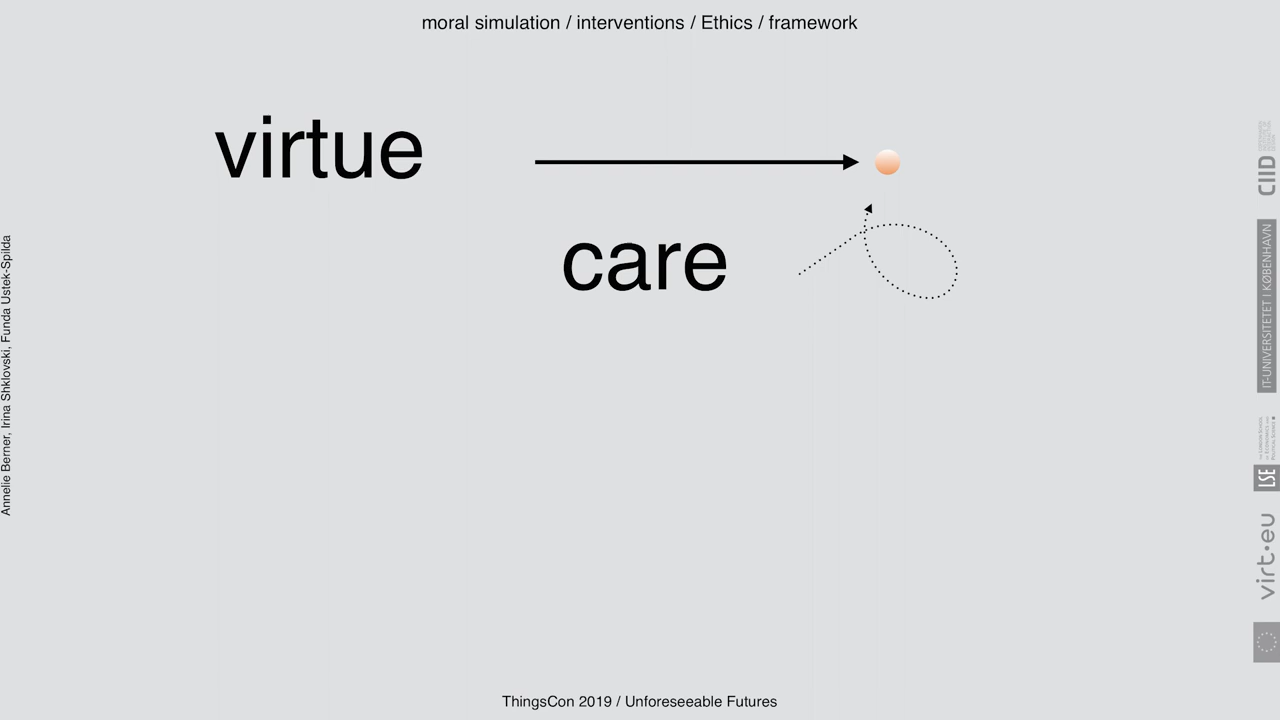 moral simulation / interventions / Ethics / framework
virtue
care
Annelie Berner, Irina Shklovski, Funda Ustek-Spilda
CIID
IT-UNIVERSITETET I KØBENHAVN
LSE
virt•eu
ThingsCon 2019 / Unforeseeable Futures